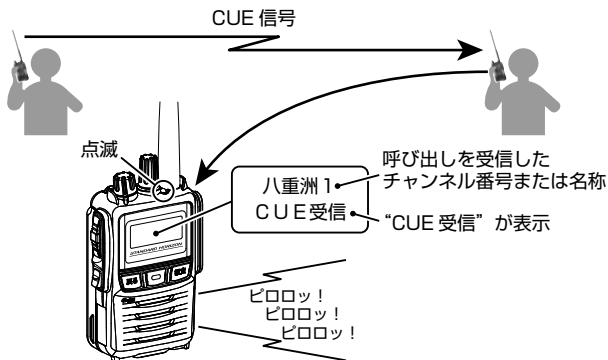 CUE 信号
点滅
八重洲 1
CUE受信
呼び出しを受信した
チャンネル番号または名称
“CUE 受信” が表示
STANDARD HORIZON
ピロロッ！
ピロロッ！
ピロロッ！